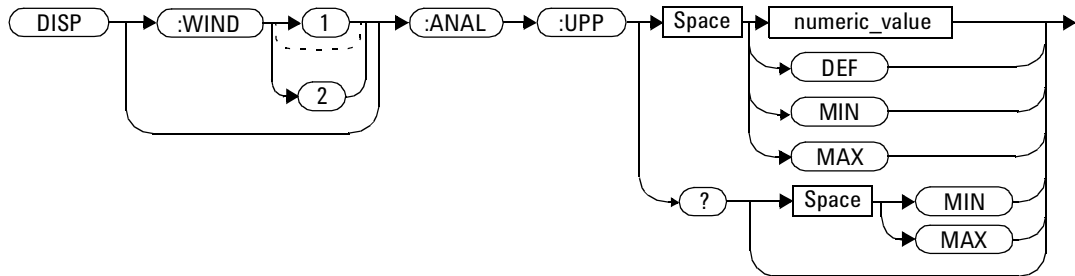 DISP :WIND 1 :ANAL :UPP Space numeric_value
2 DEF
MIN
MAX
? Space MIN
MAX